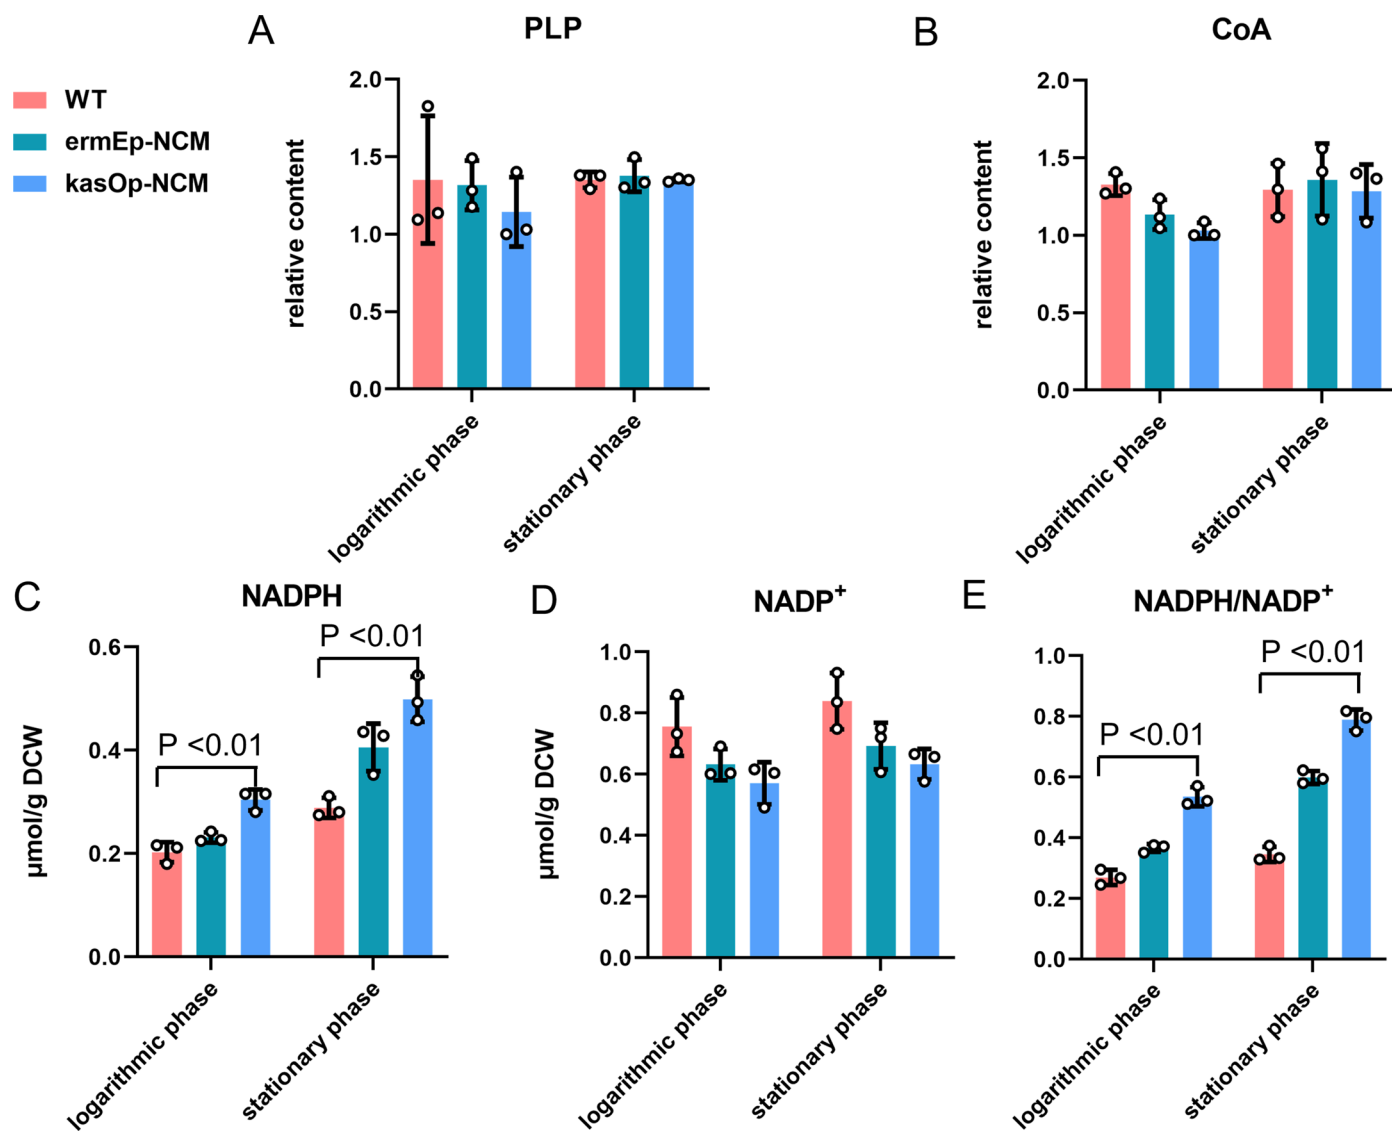 A
PLP
B
CoA
WT
ermEp-NCM
kasOp-NCM
relative content
2.0
1.5
1.0
0.5
0.0
logarithmic phase
stationary phase
relative content
2.0
1.5
1.0
0.5
0.0
logarithmic phase
stationary phase
C
NADPH
P <0.01
P <0.01
µmol/g DCW
0.6
0.4
0.2
0.0
logarithmic phase
stationary phase
D
NADP⁺
µmol/g DCW
1.0
0.8
0.6
0.4
0.2
0.0
logarithmic phase
stationary phase
E
NADPH/NADP⁺
P <0.01
P <0.01
1.0
0.8
0.6
0.4
0.2
0.0
logarithmic phase
stationary phase